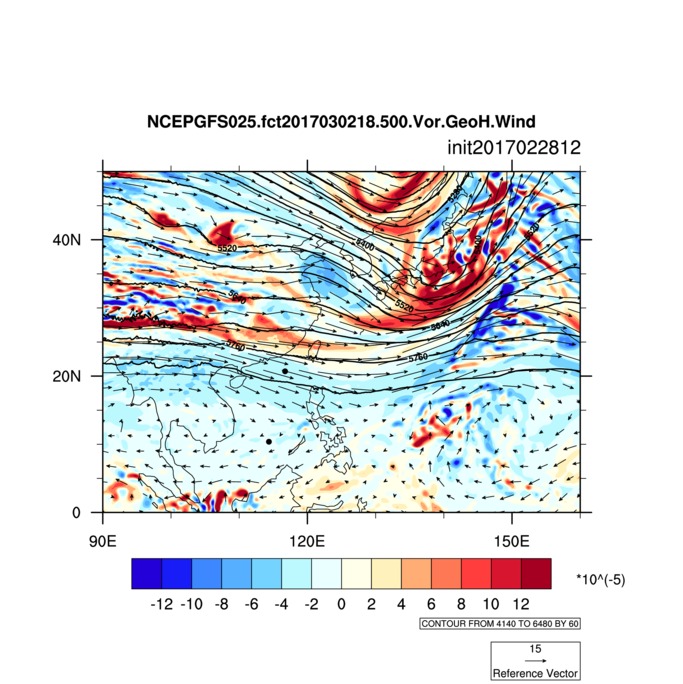 NCEPGFS025.fct2017030218.500.Vor.GeoH.Wind
init2017022812
40N
20N
0
90E 120E 150E
5520
5400
5520
5640
5760
5760
-12 -10 -8 -6 -4 -2 0 2 4 6 8 10 12
*10^(-5)
CONTOUR FROM 4140 TO 6480 BY 60
15
Reference Vector